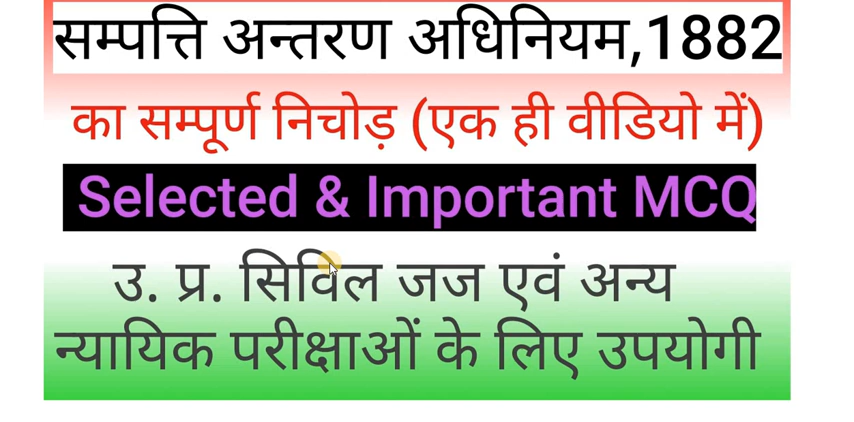 सम्पत्ति अन्तरण अधिनियम,1882
का सम्पूर्ण निचोड़ (एक ही वीडियो में)
Selected & Important MCQ
उ. प्र. सिविल जज एवं अन्य
न्यायिक परीक्षाओं के लिए उपयोगी